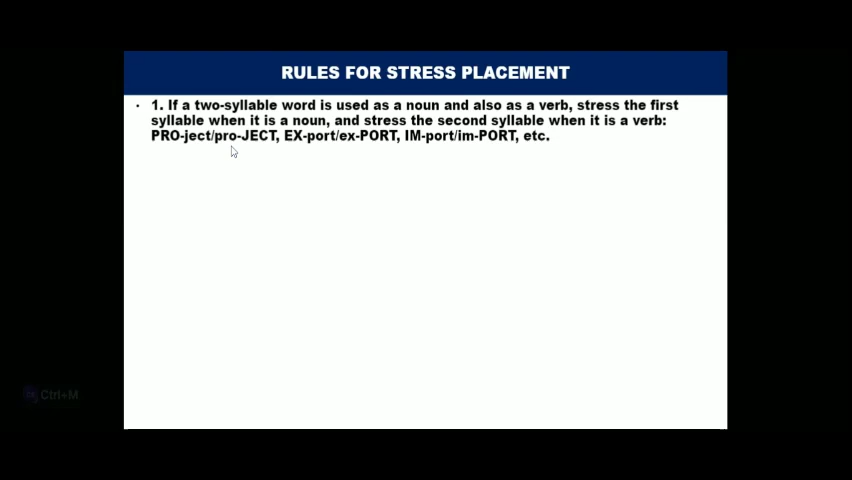 RULES FOR STRESS PLACEMENT
• 1. If a two-syllable word is used as a noun and also as a verb, stress the first
syllable when it is a noun, and stress the second syllable when it is a verb:
PRO-ject/pro-JECT, EX-port/ex-PORT, IM-port/im-PORT, etc.
Ctrl+M